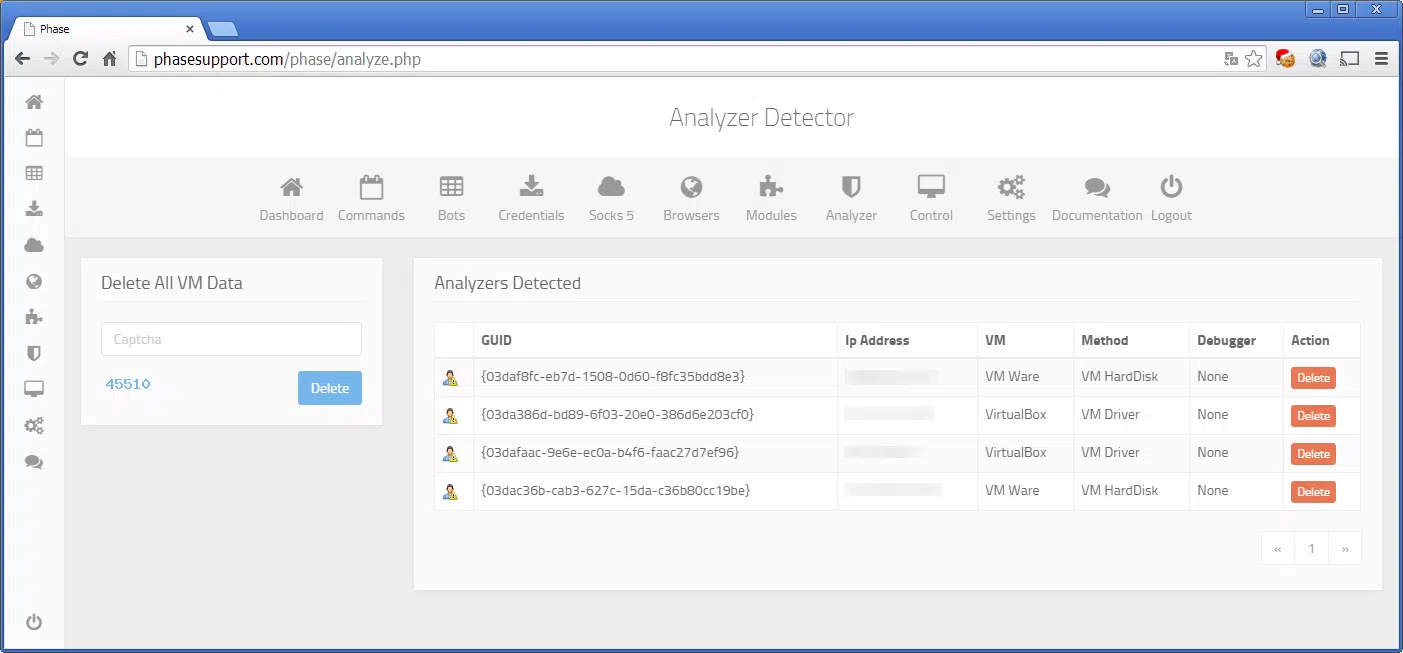 Phase
phasesupport.com/phase/analyze.php
Analyzer Detector
Dashboard Commands Bots Credentials Socks 5 Browsers Modules Analyzer Control Settings Documentation Logout
Delete All VM Data
Captcha
45510 Delete
Analyzers Detected
GUID Ip Address VM Method Debugger Action
{03daf8fc-eb7d-1508-0d60-f8fc35bdd8e3} VM Ware VM HardDisk None Delete
{03da386d-bd89-6f03-20e0-386d6e203cf0} VirtualBox VM Driver None Delete
{03dafaac-9e6e-ec0a-b4f6-faac27d7ef96} VirtualBox VM Driver None Delete
{03dac36b-cab3-627c-15da-c36b80cc19be} VM Ware VM HardDisk None Delete
« 1 »